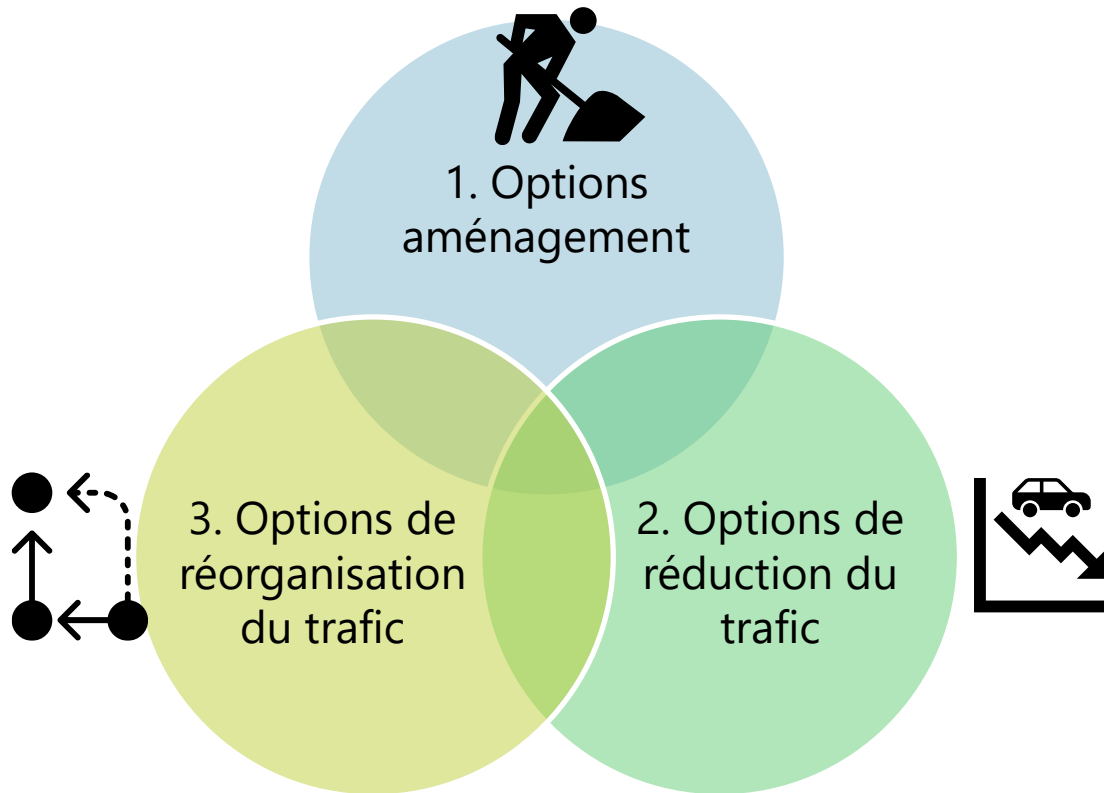 1. Options
aménagement
3. Options de
réorganisation
du trafic
2. Options de
réduction du
trafic